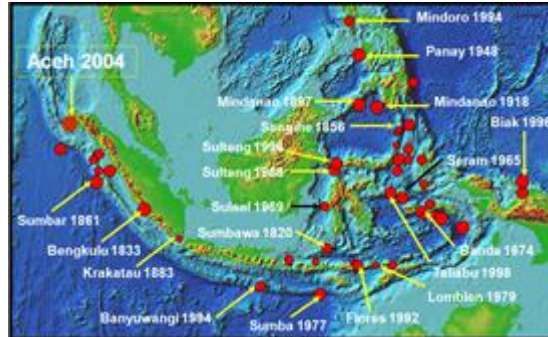 Mindoro 1994
Aceh 2004
Panay 1948
Mindanao 1897
Mindanao 1918
Sangihe 1856
Biak 1996
Sulteng 1996
Seram 1965
Sulteng 1968
Sumbar 1861
Sulsel 1969
Bengkulu 1833
Sumbawa 1820
Banda 1674
Krakatau 1883
Taliabu 1998
Lomblen 1979
Banyuwangi 1994
Sumba 1977
Flores 1992